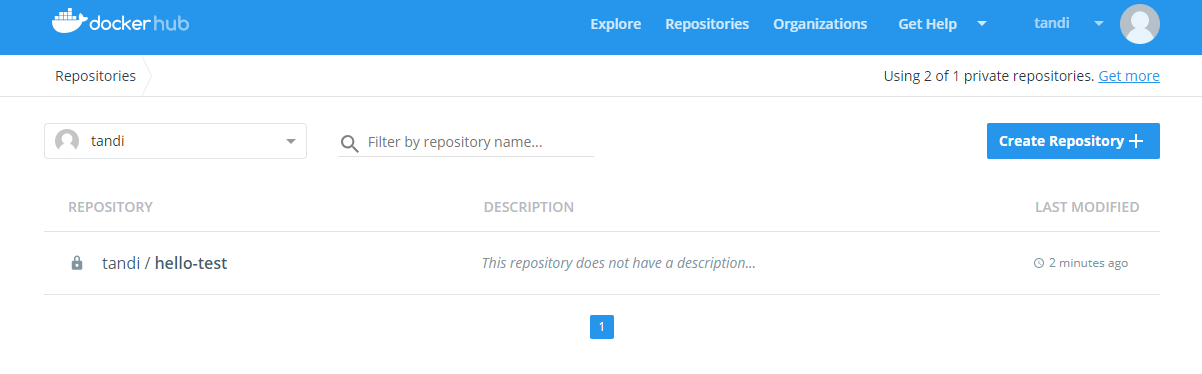 docker hub
Explore Repositories Organizations Get Help tandi
Repositories
Using 2 of 1 private repositories. Get more
tandi
Filter by repository name...
Create Repository +
REPOSITORY DESCRIPTION LAST MODIFIED
tandi / hello-test This repository does not have a description... 2 minutes ago
1